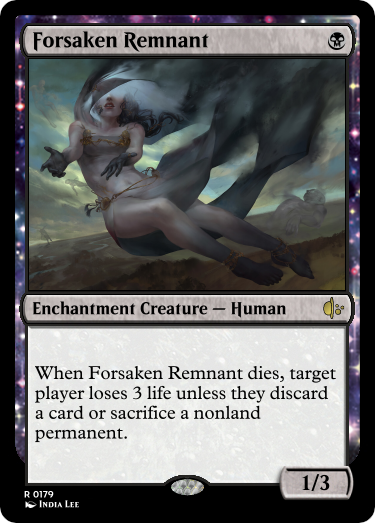 Forsaken Remnant
Enchantment Creature — Human
When Forsaken Remnant dies, target
player loses 3 life unless they discard
a card or sacrifice a nonland
permanent.
1/3
R 0179
India Lee